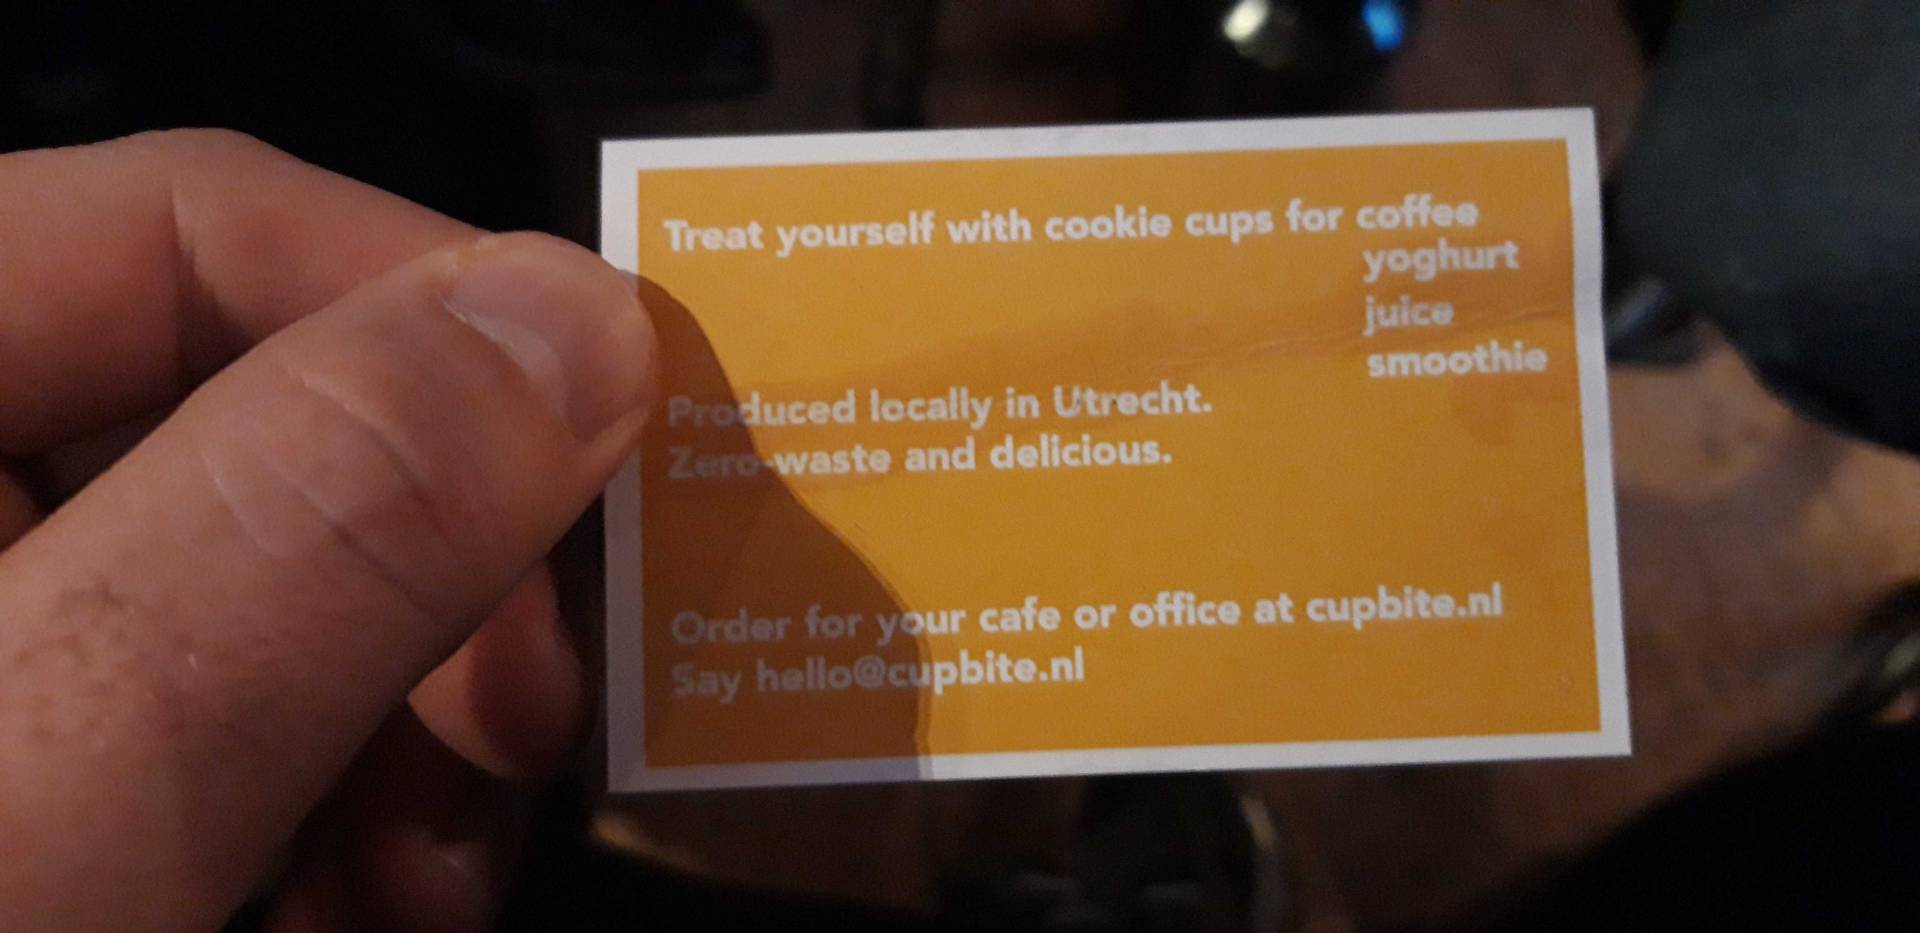 Treat yourself with cookie cups for coffee
yoghurt
juice
smoothie
Produced locally in Utrecht.
Zero-waste and delicious.
Order for your cafe or office at cupbite.nl
Say hello@cupbite.nl